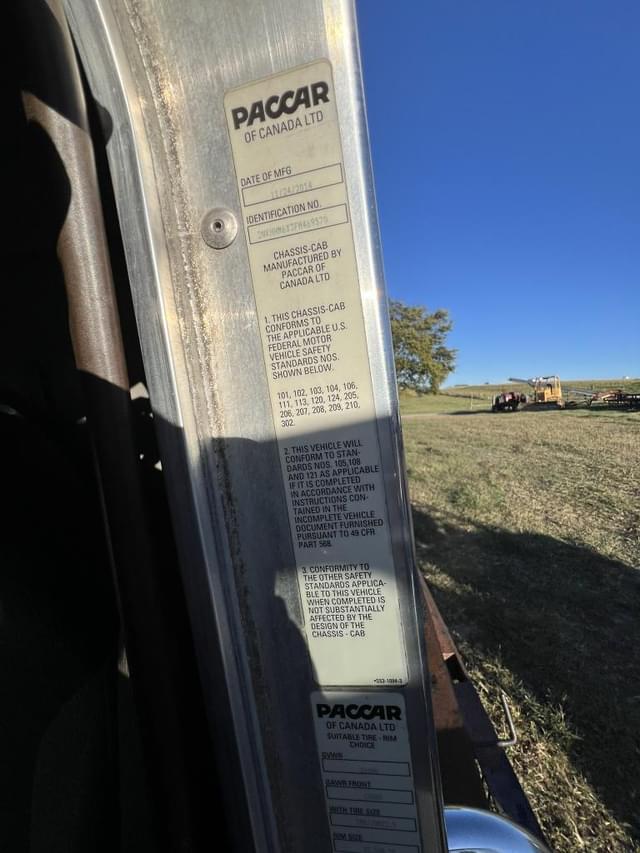 PACCAR
OF CANADA LTD
DATE OF MFG
11/24/2014
IDENTIFICATION NO.
CHASSIS-CAB
MANUFACTURED BY
PACCAR OF
CANADA LTD
1. THIS CHASSIS-CAB
CONFORMS TO
THE APPLICABLE U.S.
FEDERAL MOTOR
VEHICLE SAFETY
STANDARDS NOS.
SHOWN BELOW.
101, 102, 103, 104, 106,
111, 113, 120, 124, 205,
206, 207, 208, 209, 210,
302.
2. THIS VEHICLE WILL
CONFORM TO STAN-
DARDS NOS. 105,108
AND 121 AS APPLICABLE
IF IT IS COMPLETED
IN ACCORDANCE WITH
INSTRUCTIONS CON-
TAINED IN THE
INCOMPLETE VEHICLE
DOCUMENT FURNISHED
PURSUANT TO 49 CFR
PART 568.
3. CONFORMITY TO
THE OTHER SAFETY
STANDARDS APPLICA-
BLE TO THIS VEHICLE
WHEN COMPLETED IS
NOT SUBSTANTIALLY
AFFECTED BY THE
DESIGN OF THE
CHASSIS - CAB
PACCAR
OF CANADA LTD
SUITABLE TIRE - RIM
CHOICE
GVWR
GAWR FRONT
WITH TIRE SIZE
RIM SIZE